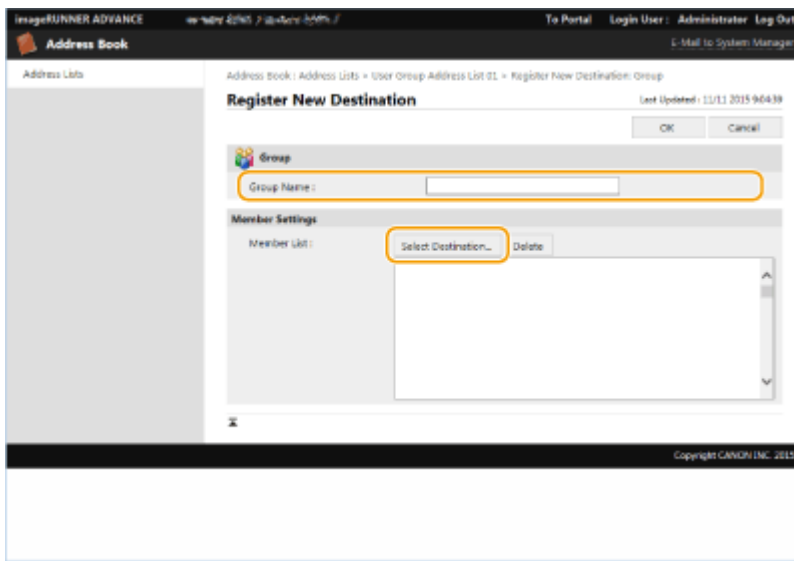 imageRUNNER ADVANCE To Portal Login User : Administrator Log Out
Address Book E-Mail to System Manager
Address Lists
Address Book : Address Lists > User Group Address List 01 > Register New Destination: Group
Register New Destination Last Updated : 11/11 2015 9:04:39
OK Cancel
Group
Group Name :
Member Settings
Member List : Select Destination... Delete
Copyright CANON INC. 2015